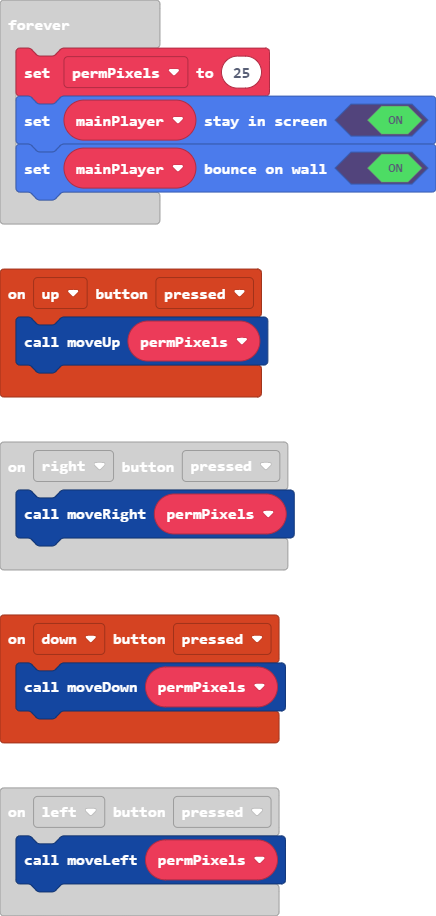 forever
set permPixels to 25
set mainPlayer stay in screen ON
set mainPlayer bounce on wall ON
on up button pressed
call moveUp permPixels
on right button pressed
call moveRight permPixels
on down button pressed
call moveDown permPixels
on left button pressed
call moveLeft permPixels